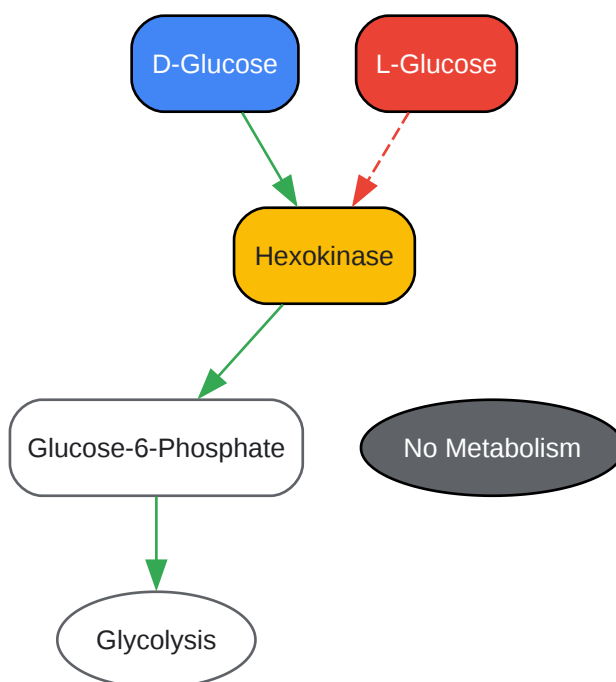 D-Glucose
L-Glucose
Hexokinase
Glucose-6-Phosphate
No Metabolism
Glycolysis